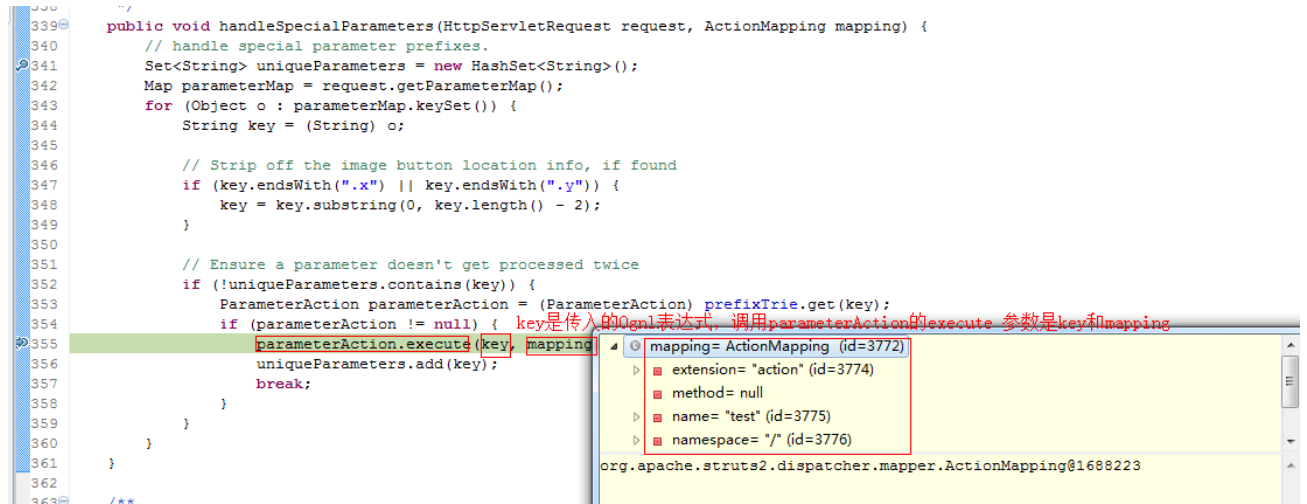 338 */
339 public void handleSpecialParameters(HttpServletRequest request, ActionMapping mapping) {
340 // handle special parameter prefixes.
341 Set<String> uniqueParameters = new HashSet<String>();
342 Map parameterMap = request.getParameterMap();
343 for (Object o : parameterMap.keySet()) {
344 String key = (String) o;
345
346 // Strip off the image button location info, if found
347 if (key.endsWith(".x") || key.endsWith(".y")) {
348 key = key.substring(0, key.length() - 2);
349 }
350
351 // Ensure a parameter doesn't get processed twice
352 if (!uniqueParameters.contains(key)) {
353 ParameterAction parameterAction = (ParameterAction) prefixTrie.get(key);
354 if (parameterAction != null) {
key是传入的Ognl表达式，调用parameterAction的execute 参数是key和mapping
355 parameterAction.execute(key, mapping
356 uniqueParameters.add(key);
357 break;
358 }
359 }
360 }
361 }
362
363 /**
mapping= ActionMapping (id=3772)
extension= "action" (id=3774)
method= null
name= "test" (id=3775)
namespace= "/" (id=3776)
org.apache.struts2.dispatcher.mapper.ActionMapping@1688223